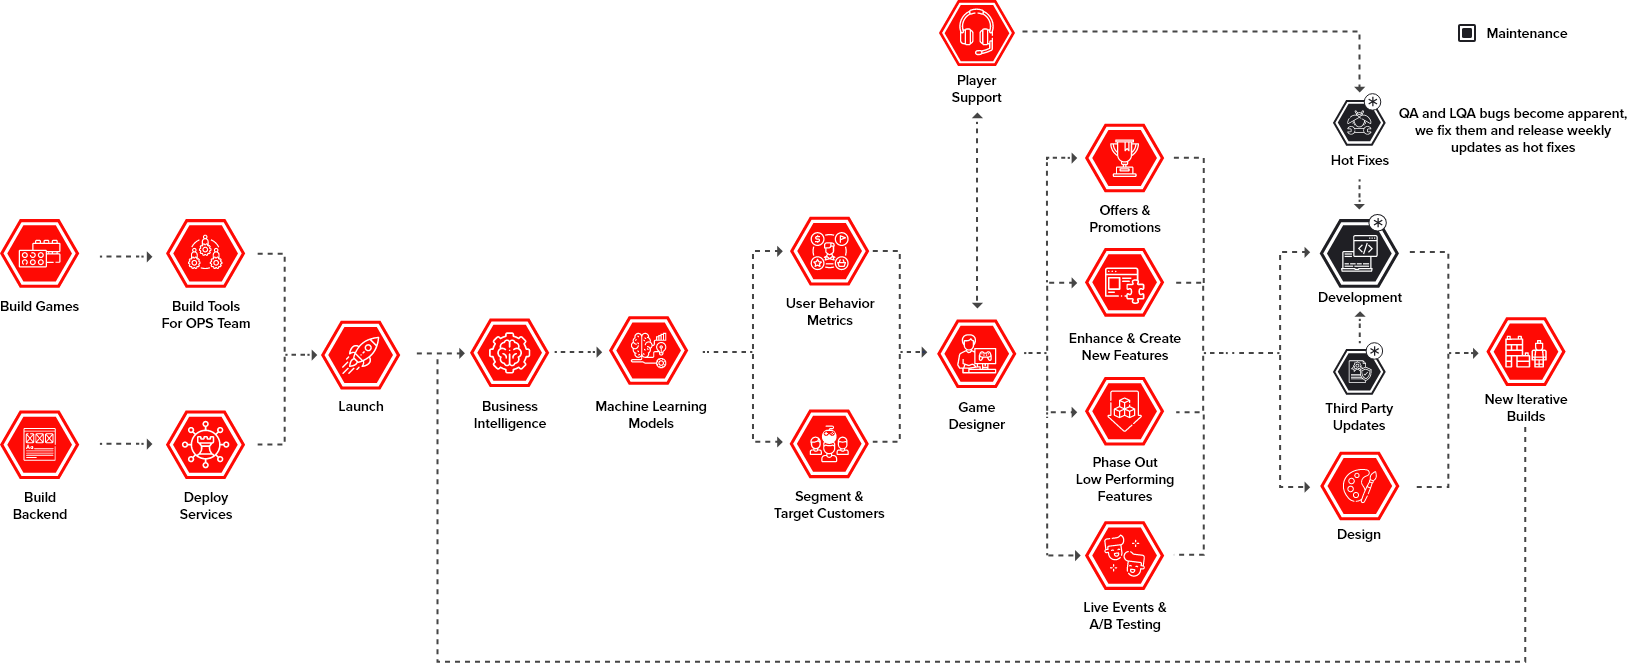 Maintenance
Player
Support
QA and LQA bugs become apparent,
we fix them and release weekly
updates as hot fixes
Hot Fixes
Offers &
Promotions
Build Games
Build Tools
For OPS Team
User Behavior
Metrics
Development
Enhance & Create
New Features
Launch
Business
Intelligence
Machine Learning
Models
Game
Designer
Third Party
Updates
New Iterative
Builds
Build
Backend
Deploy
Services
Segment &
Target Customers
Phase Out
Low Performing
Features
Design
Live Events &
A/B Testing